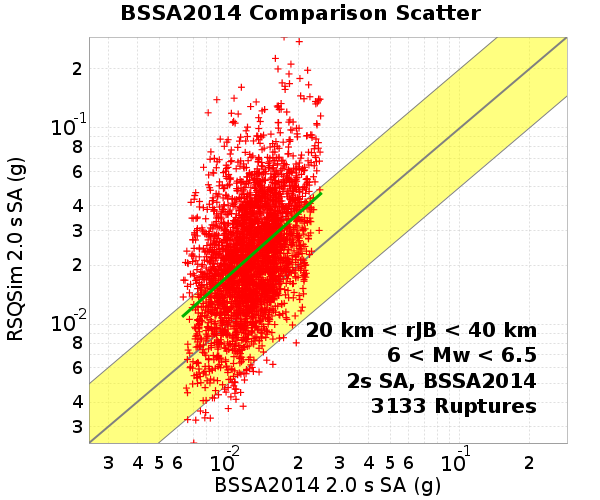 BSSA2014 Comparison Scatter
RSQSim 2.0 s SA (g)
2
10⁻¹
8
6
4
3
2
10⁻²
8
6
4
3
20 km < rJB < 40 km
6 < Mw < 6.5
2s SA, BSSA2014
3133 Ruptures
3 4 5 6 10⁻² 2 3 4 5 6 8 10⁻¹ 2
BSSA2014 2.0 s SA (g)